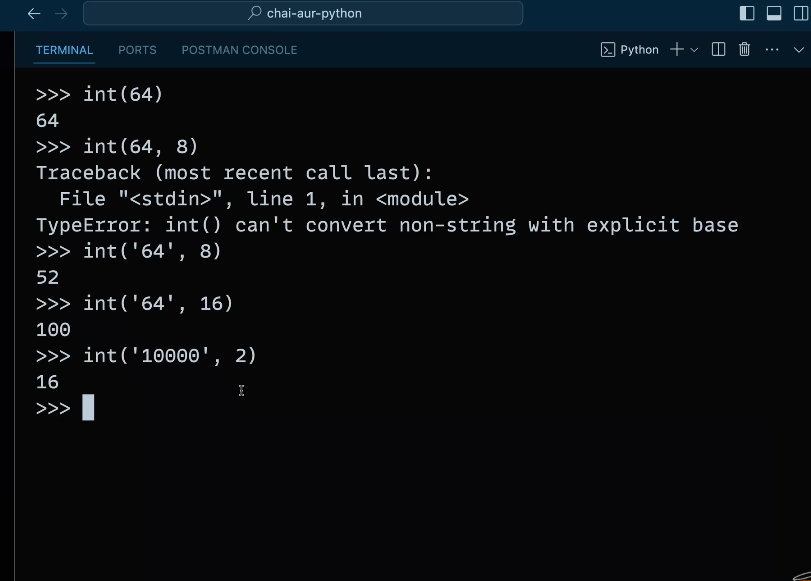 chai-aur-python
TERMINAL PORTS POSTMAN CONSOLE Python
>>> int(64)
64
>>> int(64, 8)
Traceback (most recent call last):
  File "<stdin>", line 1, in <module>
TypeError: int() can't convert non-string with explicit base
>>> int('64', 8)
52
>>> int('64', 16)
100
>>> int('10000', 2)
16
>>>